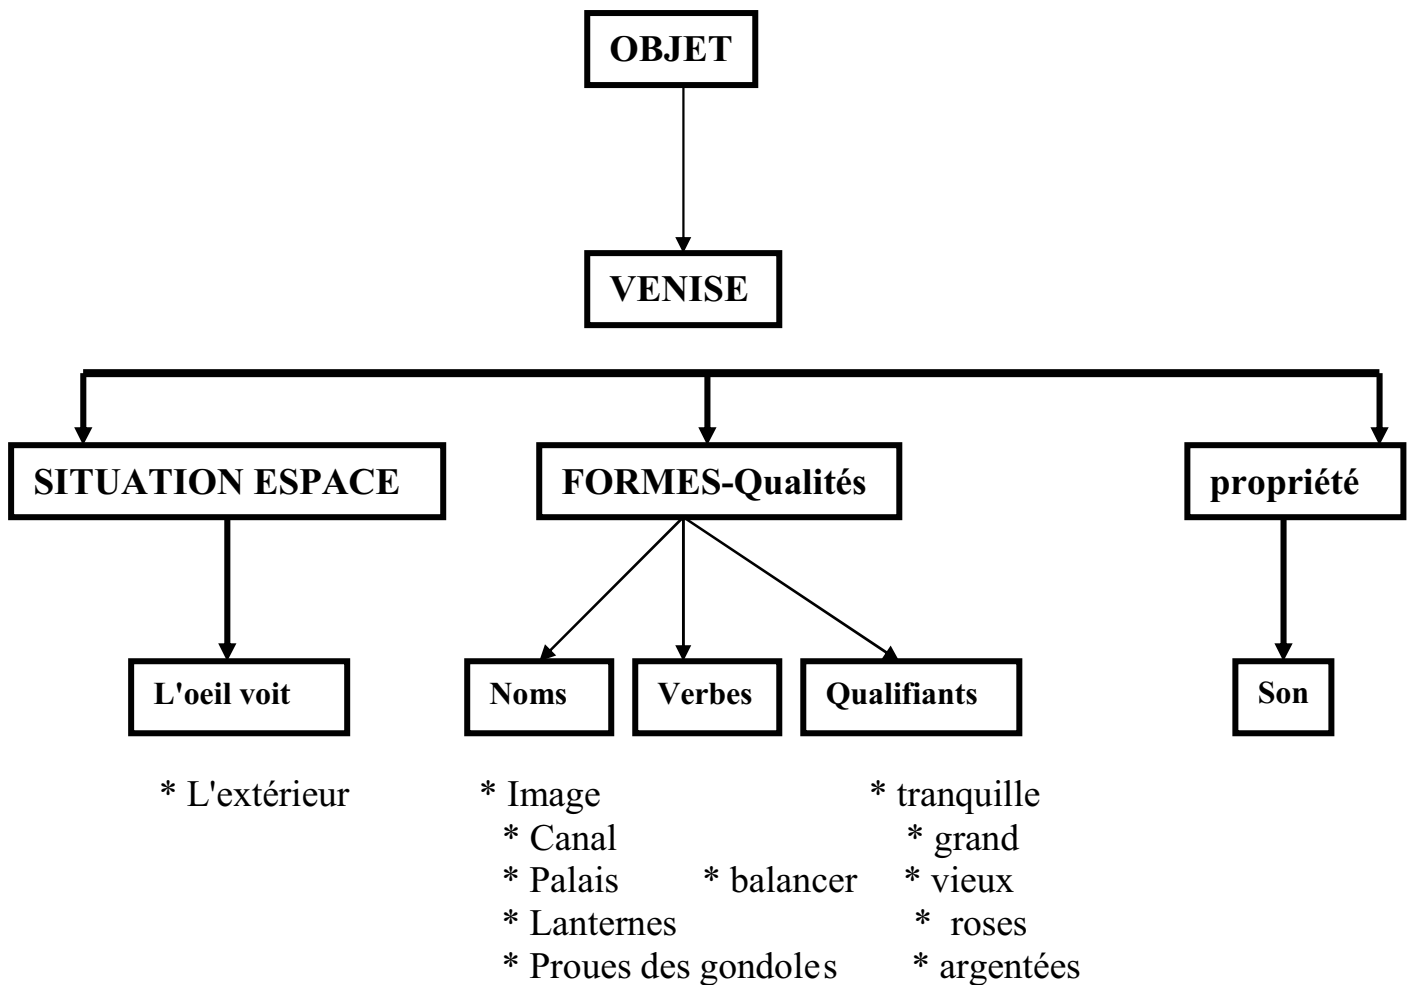 OBJET
VENISE
SITUATION ESPACE
FORMES-Qualités
propriété
L'oeil voit
Noms
Verbes
Qualifiants
Son
* L'extérieur * Image * tranquille
* Canal * grand
* Palais * balancer * vieux
* Lanternes * roses
* Proues des gondoles * argentées